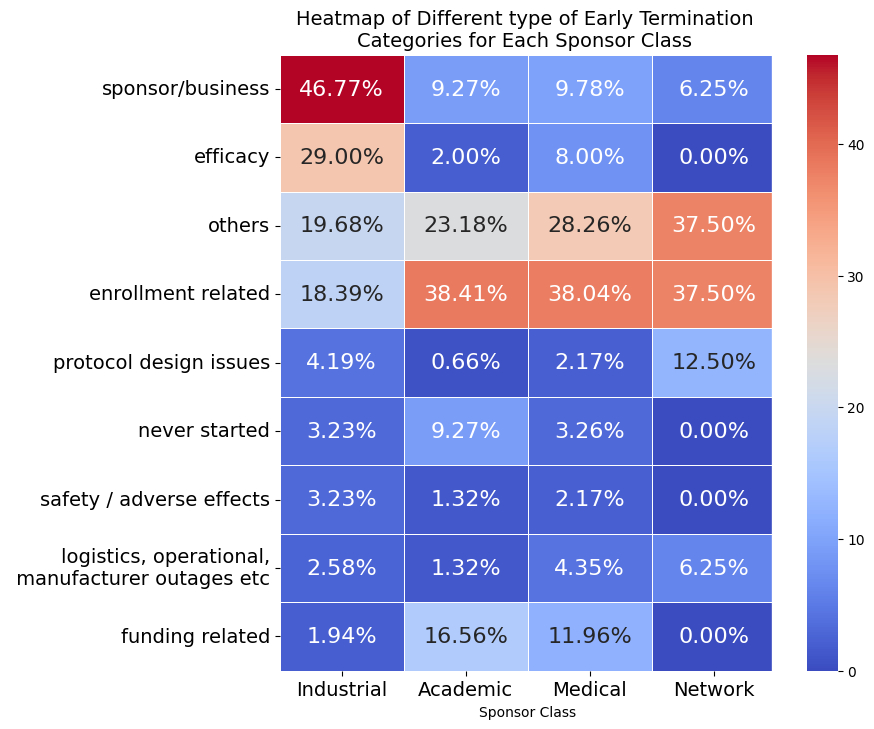 Heatmap of Different type of Early Termination
Categories for Each Sponsor Class
sponsor/business 46.77% 9.27% 9.78% 6.25%
efficacy 29.00% 2.00% 8.00% 0.00%
others 19.68% 23.18% 28.26% 37.50%
enrollment related 18.39% 38.41% 38.04% 37.50%
protocol design issues 4.19% 0.66% 2.17% 12.50%
never started 3.23% 9.27% 3.26% 0.00%
safety / adverse effects 3.23% 1.32% 2.17% 0.00%
logistics, operational,
manufacturer outages etc 2.58% 1.32% 4.35% 6.25%
funding related 1.94% 16.56% 11.96% 0.00%
Industrial Academic Medical Network
Sponsor Class
40
30
20
10
0